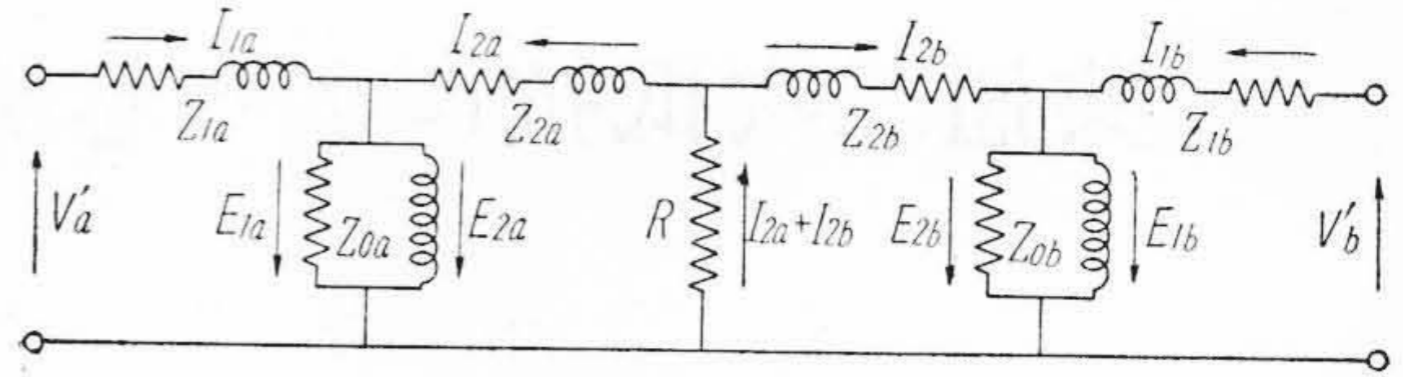 I1a I2a I2b I1b
Z1a Z2a Z2b Z1b
V'a E1a Z0a E2a R I2a+I2b E2b Z0b E1b V'b